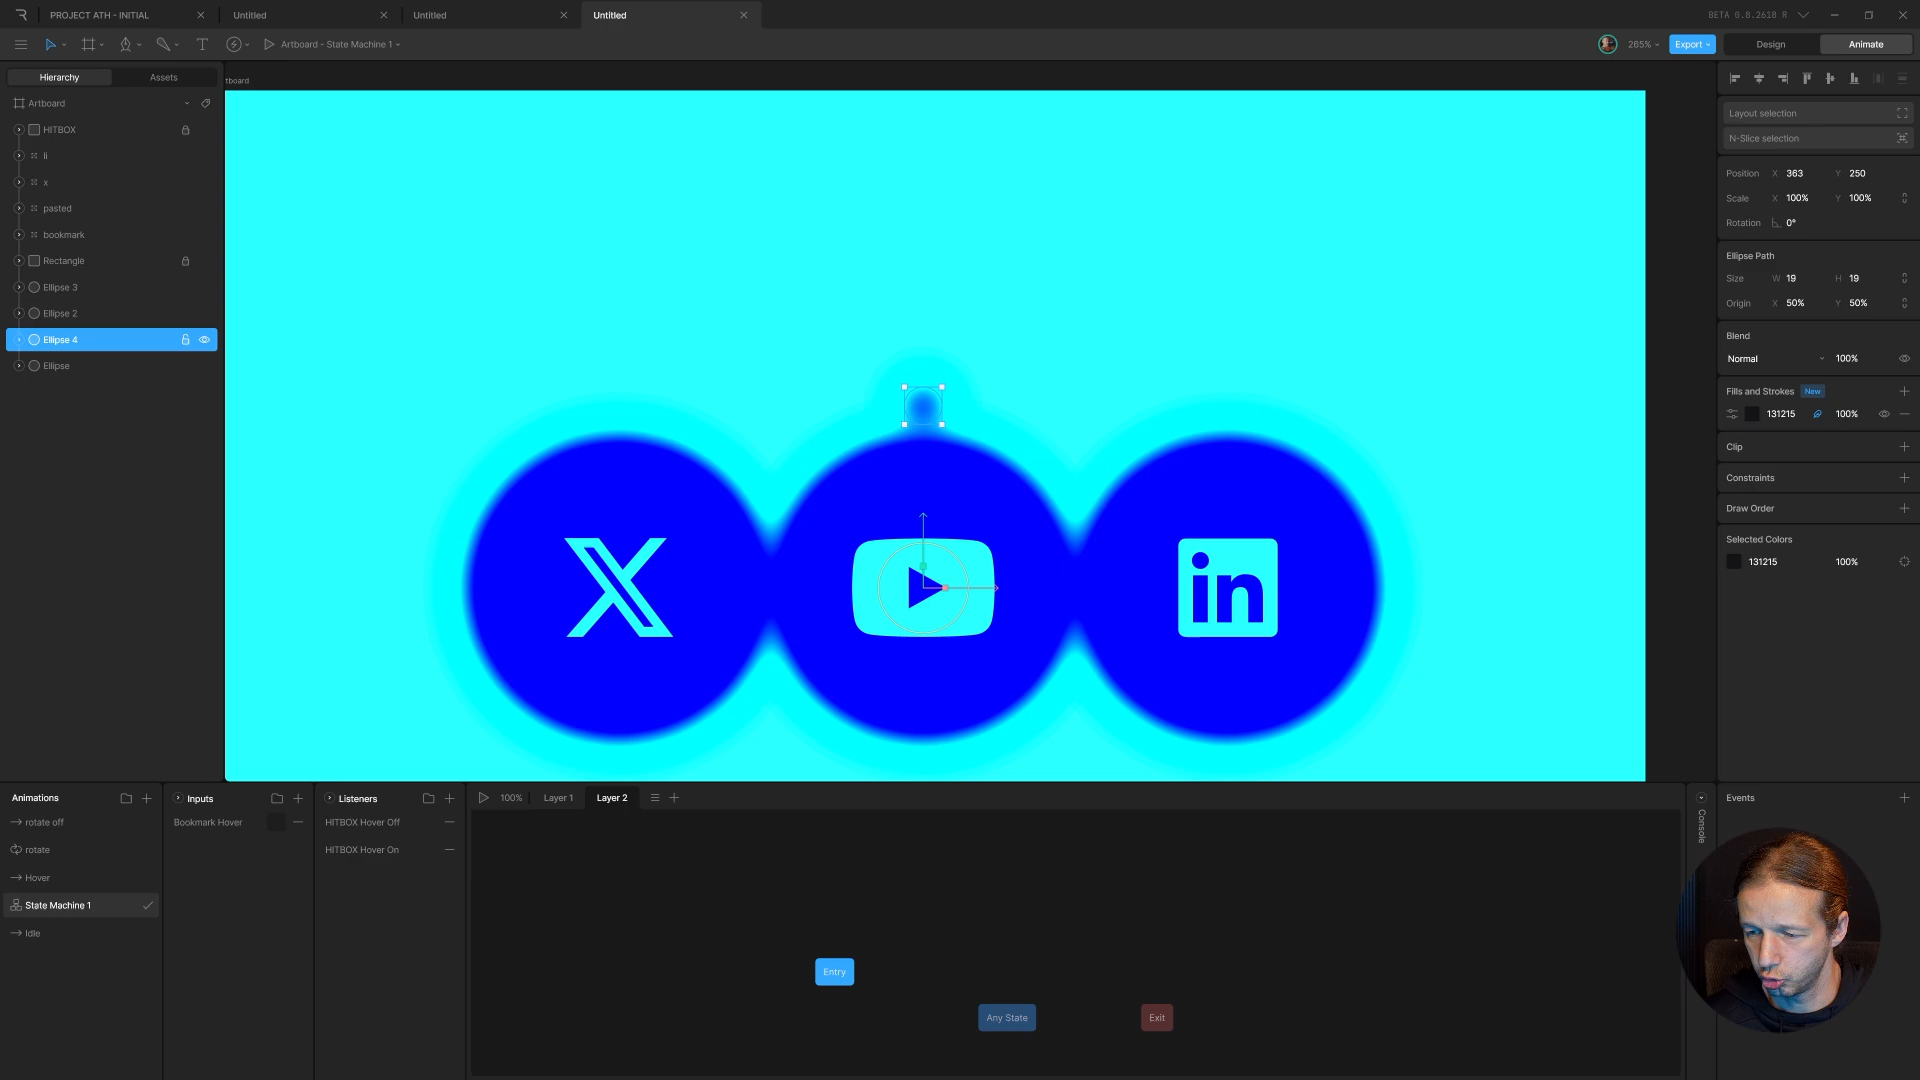 PROJECT ATH - INITIAL
Untitled
Untitled
Untitled
BETA 0.8.2618 R
Artboard - State Machine 1
265%
Export
Design
Animate
Hierarchy
Assets
tboard
Artboard
HITBOX
li
x
pasted
bookmark
Rectangle
Ellipse 3
Ellipse 2
Ellipse 4
Ellipse
in
Layout selection
N-Slice selection
Position X 363 Y 250
Scale X 100% Y 100%
Rotation 0°
Ellipse Path
Size W 19 H 19
Origin X 50% Y 50%
Blend
Normal 100%
Fills and Strokes New
131215 100%
Clip
Constraints
Draw Order
Selected Colors
131215 100%
Animations
rotate off
rotate
Hover
State Machine 1
Idle
Inputs
Bookmark Hover
Listeners
HITBOX Hover Off
HITBOX Hover On
100%
Layer 1
Layer 2
Entry
Any State
Exit
Console
Events